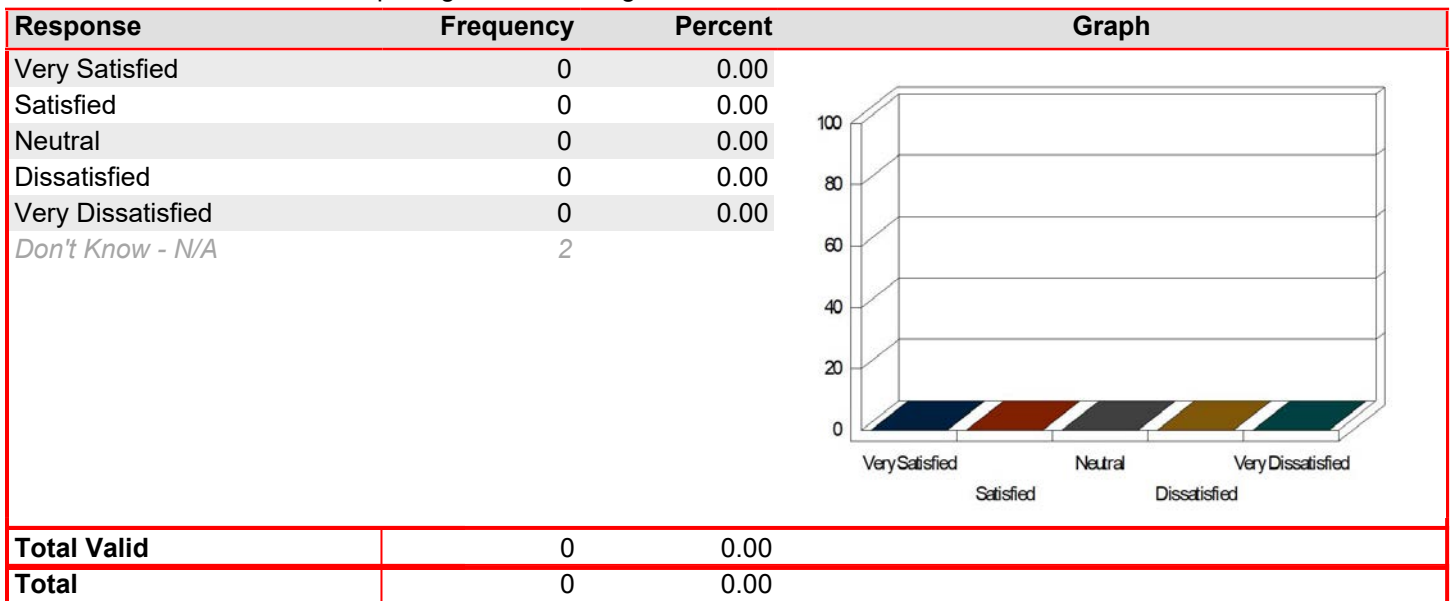 Response Frequency Percent Graph
Very Satisfied 0 0.00
Satisfied 0 0.00
Neutral 0 0.00
Dissatisfied 0 0.00
Very Dissatisfied 0 0.00
Don't Know - N/A 2
100
80
60
40
20
0
Very Satisfied Neutral Very Dissatisfied
Satisfied Dissatisfied
Total Valid 0 0.00
Total 0 0.00